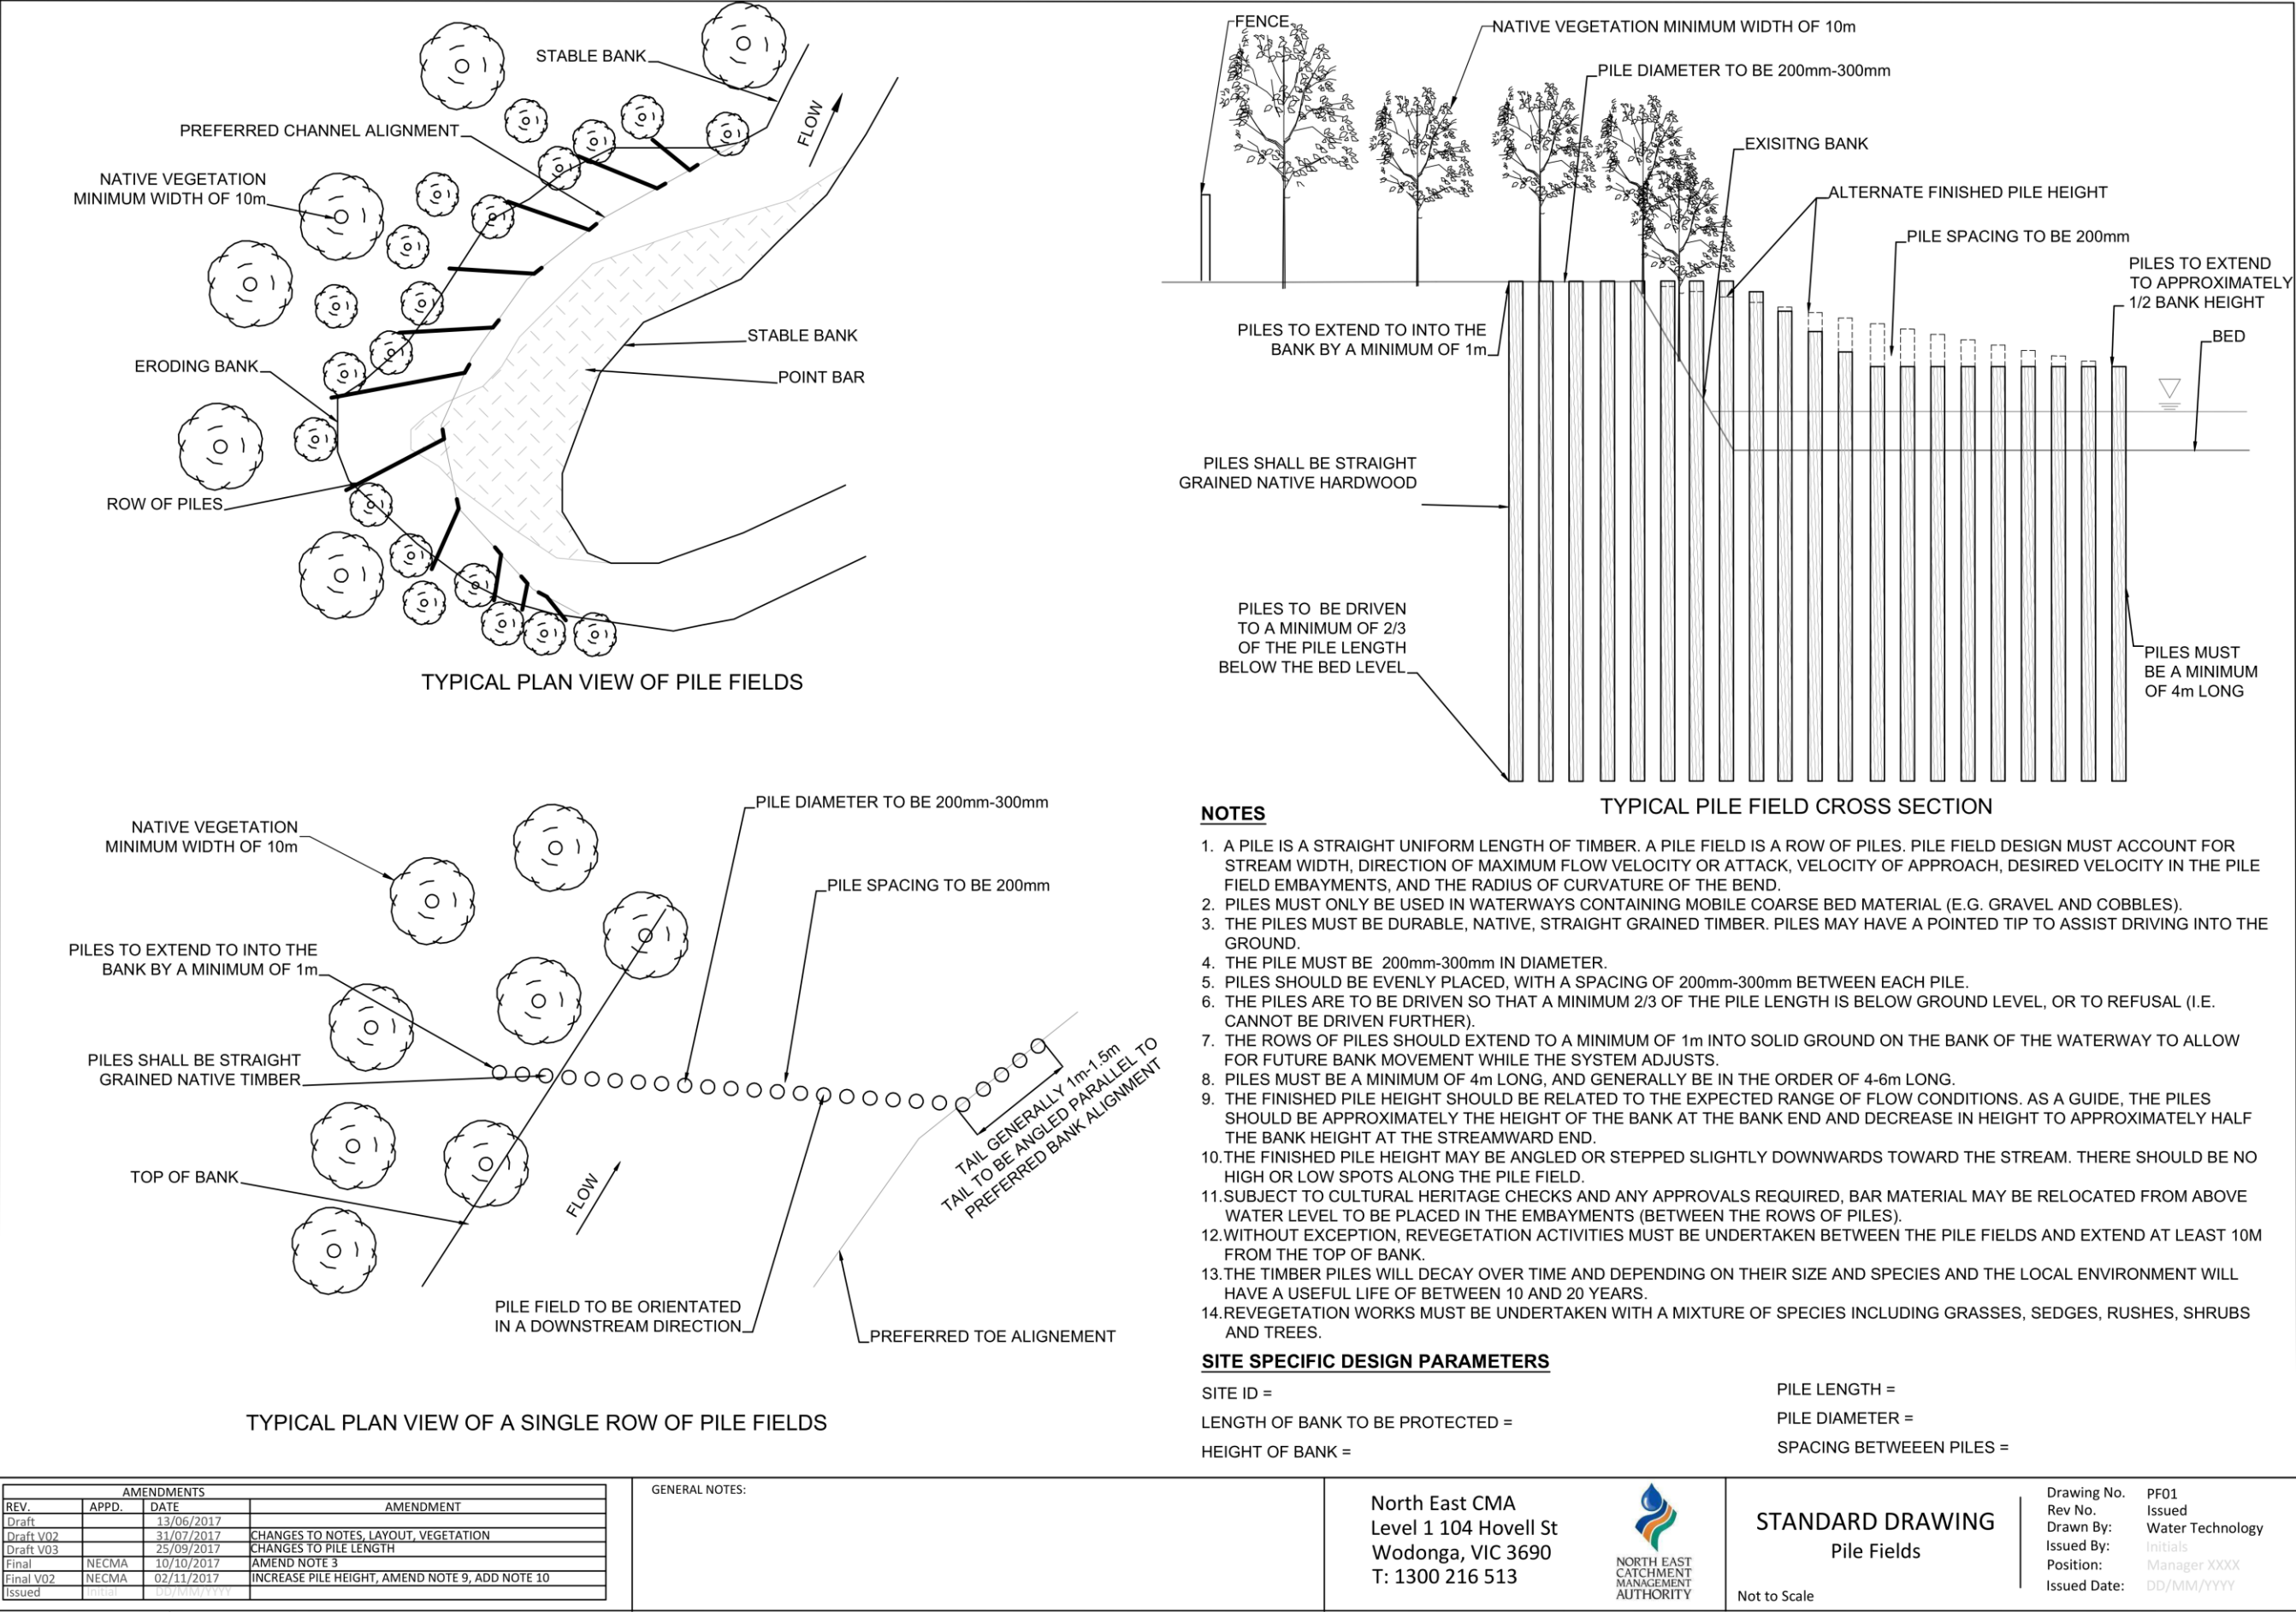 STABLE BANK
PREFERRED CHANNEL ALIGNMENT
FLOW
NATIVE VEGETATION
MINIMUM WIDTH OF 10m
STABLE BANK
ERODING BANK
POINT BAR
ROW OF PILES
TYPICAL PLAN VIEW OF PILE FIELDS
FENCE
NATIVE VEGETATION MINIMUM WIDTH OF 10m
PILE DIAMETER TO BE 200mm-300mm
EXISITNG BANK
ALTERNATE FINISHED PILE HEIGHT
PILE SPACING TO BE 200mm
PILES TO EXTEND
TO APPROXIMATELY
1/2 BANK HEIGHT
PILES TO EXTEND TO INTO THE
BANK BY A MINIMUM OF 1m
BED
PILES SHALL BE STRAIGHT
GRAINED NATIVE HARDWOOD
PILES TO BE DRIVEN
TO A MINIMUM OF 2/3
OF THE PILE LENGTH
BELOW THE BED LEVEL
PILES MUST
BE A MINIMUM
OF 4m LONG
TYPICAL PILE FIELD CROSS SECTION
PILE DIAMETER TO BE 200mm-300mm
NATIVE VEGETATION
MINIMUM WIDTH OF 10m
PILE SPACING TO BE 200mm
PILES TO EXTEND TO INTO THE
BANK BY A MINIMUM OF 1m
PILES SHALL BE STRAIGHT
GRAINED NATIVE TIMBER
TAIL GENERALLY 1m-1.5m
TAIL TO BE ANGLED PARALLEL TO
PREFERRED BANK ALIGNMENT
TOP OF BANK
FLOW
PILE FIELD TO BE ORIENTATED
IN A DOWNSTREAM DIRECTION
PREFERRED TOE ALIGNEMENT
TYPICAL PLAN VIEW OF A SINGLE ROW OF PILE FIELDS
NOTES
1. A PILE IS A STRAIGHT UNIFORM LENGTH OF TIMBER. A PILE FIELD IS A ROW OF PILES. PILE FIELD DESIGN MUST ACCOUNT FOR
STREAM WIDTH, DIRECTION OF MAXIMUM FLOW VELOCITY OR ATTACK, VELOCITY OF APPROACH, DESIRED VELOCITY IN THE PILE
FIELD EMBAYMENTS, AND THE RADIUS OF CURVATURE OF THE BEND.
2. PILES MUST ONLY BE USED IN WATERWAYS CONTAINING MOBILE COARSE BED MATERIAL (E.G. GRAVEL AND COBBLES).
3. THE PILES MUST BE DURABLE, NATIVE, STRAIGHT GRAINED TIMBER. PILES MAY HAVE A POINTED TIP TO ASSIST DRIVING INTO THE
GROUND.
4. THE PILE MUST BE 200mm-300mm IN DIAMETER.
5. PILES SHOULD BE EVENLY PLACED, WITH A SPACING OF 200mm-300mm BETWEEN EACH PILE.
6. THE PILES ARE TO BE DRIVEN SO THAT A MINIMUM 2/3 OF THE PILE LENGTH IS BELOW GROUND LEVEL, OR TO REFUSAL (I.E.
CANNOT BE DRIVEN FURTHER).
7. THE ROWS OF PILES SHOULD EXTEND TO A MINIMUM OF 1m INTO SOLID GROUND ON THE BANK OF THE WATERWAY TO ALLOW
FOR FUTURE BANK MOVEMENT WHILE THE SYSTEM ADJUSTS.
8. PILES MUST BE A MINIMUM OF 4m LONG, AND GENERALLY BE IN THE ORDER OF 4-6m LONG.
9. THE FINISHED PILE HEIGHT SHOULD BE RELATED TO THE EXPECTED RANGE OF FLOW CONDITIONS. AS A GUIDE, THE PILES
SHOULD BE APPROXIMATELY THE HEIGHT OF THE BANK AT THE BANK END AND DECREASE IN HEIGHT TO APPROXIMATELY HALF
THE BANK HEIGHT AT THE STREAMWARD END.
10.THE FINISHED PILE HEIGHT MAY BE ANGLED OR STEPPED SLIGHTLY DOWNWARDS TOWARD THE STREAM. THERE SHOULD BE NO
HIGH OR LOW SPOTS ALONG THE PILE FIELD.
11.SUBJECT TO CULTURAL HERITAGE CHECKS AND ANY APPROVALS REQUIRED, BAR MATERIAL MAY BE RELOCATED FROM ABOVE
WATER LEVEL TO BE PLACED IN THE EMBAYMENTS (BETWEEN THE ROWS OF PILES).
12.WITHOUT EXCEPTION, REVEGETATION ACTIVITIES MUST BE UNDERTAKEN BETWEEN THE PILE FIELDS AND EXTEND AT LEAST 10M
FROM THE TOP OF BANK.
13.THE TIMBER PILES WILL DECAY OVER TIME AND DEPENDING ON THEIR SIZE AND SPECIES AND THE LOCAL ENVIRONMENT WILL
HAVE A USEFUL LIFE OF BETWEEN 10 AND 20 YEARS.
14.REVEGETATION WORKS MUST BE UNDERTAKEN WITH A MIXTURE OF SPECIES INCLUDING GRASSES, SEDGES, RUSHES, SHRUBS
AND TREES.
SITE SPECIFIC DESIGN PARAMETERS
SITE ID =
LENGTH OF BANK TO BE PROTECTED =
HEIGHT OF BANK =
PILE LENGTH =
PILE DIAMETER =
SPACING BETWEEEN PILES =
AMENDMENTS
REV. APPD. DATE AMENDMENT
Draft 13/06/2017
Draft V02 31/07/2017 CHANGES TO NOTES, LAYOUT, VEGETATION
Draft V03 25/09/2017 CHANGES TO PILE LENGTH
Final NECMA 10/10/2017 AMEND NOTE 3
Final V02 NECMA 02/11/2017 INCREASE PILE HEIGHT, AMEND NOTE 9, ADD NOTE 10
Issued Initial DD/MM/YYYY
GENERAL NOTES:
North East CMA
Level 1 104 Hovell St
Wodonga, VIC 3690
T: 1300 216 513
NORTH EAST
CATCHMENT
MANAGEMENT
AUTHORITY
STANDARD DRAWING
Pile Fields
Not to Scale
Drawing No. PF01
Rev No. Issued
Drawn By: Water Technology
Issued By: Initials
Position: Manager XXXX
Issued Date: DD/MM/YYYY